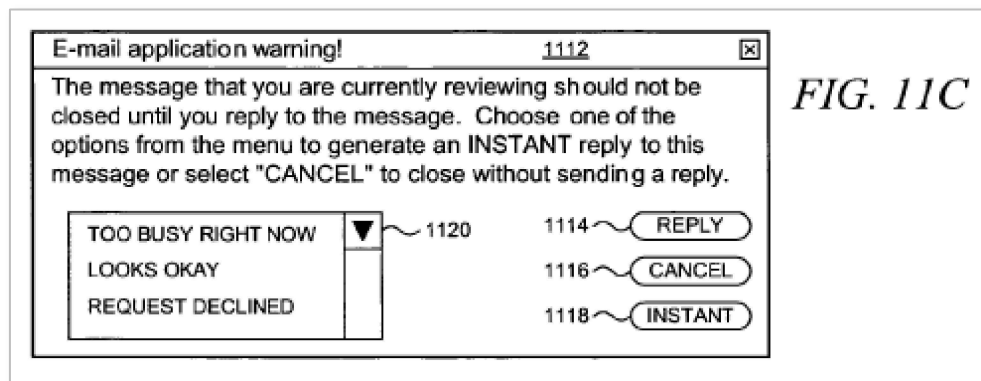 E-mail application warning! 1112
The message that you are currently reviewing should not be
closed until you reply to the message. Choose one of the
options from the menu to generate an INSTANT reply to this
message or select "CANCEL" to close without sending a reply.
TOO BUSY RIGHT NOW 1120
LOOKS OKAY
REQUEST DECLINED
1114 REPLY
1116 CANCEL
1118 INSTANT
FIG. 11C